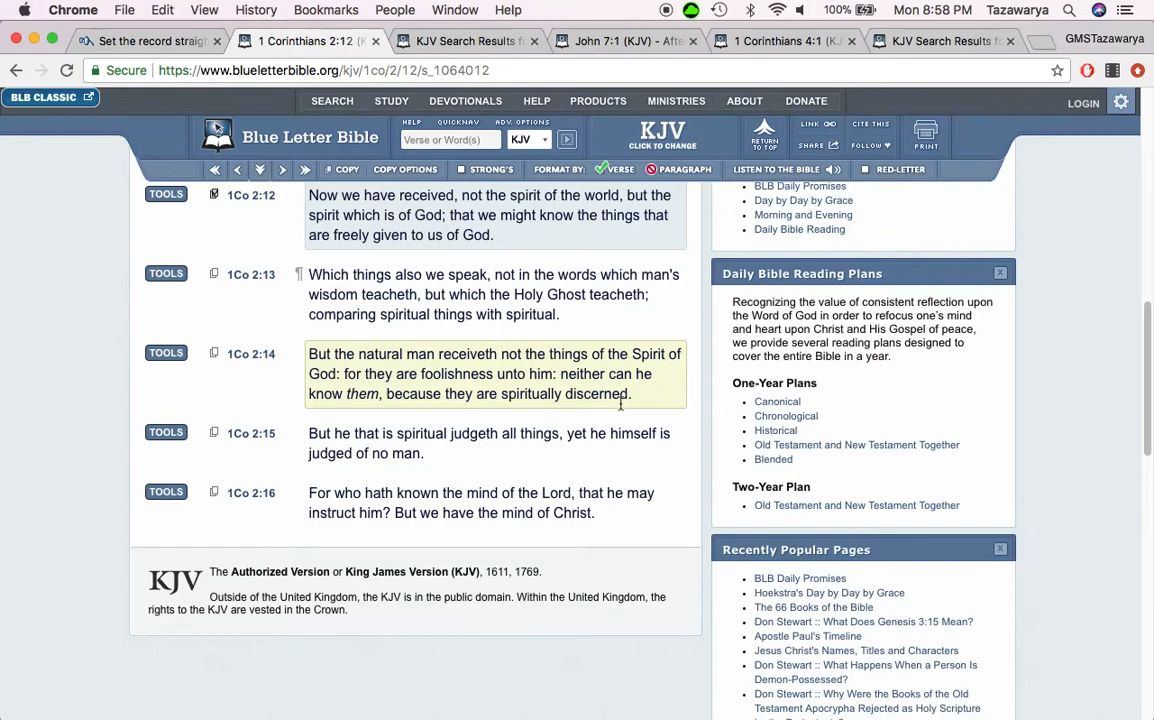 Chrome File Edit View History Bookmarks People Window Help 100% Mon 8:58 PM Tazawarya
Set the record straigh 1 Corinthians 2:12 (K KJV Search Results fo John 7:1 (KJV) - Afte 1 Corinthians 4:1 (KJ KJV Search Results fo GMSTazawarya
Secure https://www.blueletterbible.org/kjv/1co/2/12/s_1064012
BLB CLASSIC
SEARCH STUDY DEVOTIONALS HELP PRODUCTS MINISTRIES ABOUT DONATE LOGIN
HELP QUICKNAV ADV. OPTIONS
Blue Letter Bible Verse or Word(s) KJV
KJV
CLICK TO CHANGE
RETURN
TO TOP
LINK CITE THIS
SHARE FOLLOW
PRINT
COPY COPY OPTIONS STRONG'S FORMAT BY: VERSE PARAGRAPH LISTEN TO THE BIBLE RED-LETTER
TOOLS 1Co 2:12 Now we have received, not the spirit of the world, but the
spirit which is of God; that we might know the things that
are freely given to us of God.
TOOLS 1Co 2:13 ¶ Which things also we speak, not in the words which man's
wisdom teacheth, but which the Holy Ghost teacheth;
comparing spiritual things with spiritual.
TOOLS 1Co 2:14 But the natural man receiveth not the things of the Spirit of
God: for they are foolishness unto him: neither can he
know them, because they are spiritually discerned.
TOOLS 1Co 2:15 But he that is spiritual judgeth all things, yet he himself is
judged of no man.
TOOLS 1Co 2:16 For who hath known the mind of the Lord, that he may
instruct him? But we have the mind of Christ.
KJV
The Authorized Version or King James Version (KJV), 1611, 1769.
Outside of the United Kingdom, the KJV is in the public domain. Within the United Kingdom, the
rights to the KJV are vested in the Crown.
BLB Daily Promises
Day by Day by Grace
Morning and Evening
Daily Bible Reading
Daily Bible Reading Plans
Recognizing the value of consistent reflection upon
the Word of God in order to refocus one's mind
and heart upon Christ and His Gospel of peace,
we provide several reading plans designed to
cover the entire Bible in a year.
One-Year Plans
Canonical
Chronological
Historical
Old Testament and New Testament Together
Blended
Two-Year Plan
Old Testament and New Testament Together
Recently Popular Pages
BLB Daily Promises
Hoekstra's Day by Day by Grace
The 66 Books of the Bible
Don Stewart :: What Does Genesis 3:15 Mean?
Apostle Paul's Timeline
Jesus Christ's Names, Titles and Characters
Don Stewart :: What Happens When a Person Is
Demon-Possessed?
Don Stewart :: Why Were the Books of the Old
Testament Apocrypha Rejected as Holy Scripture